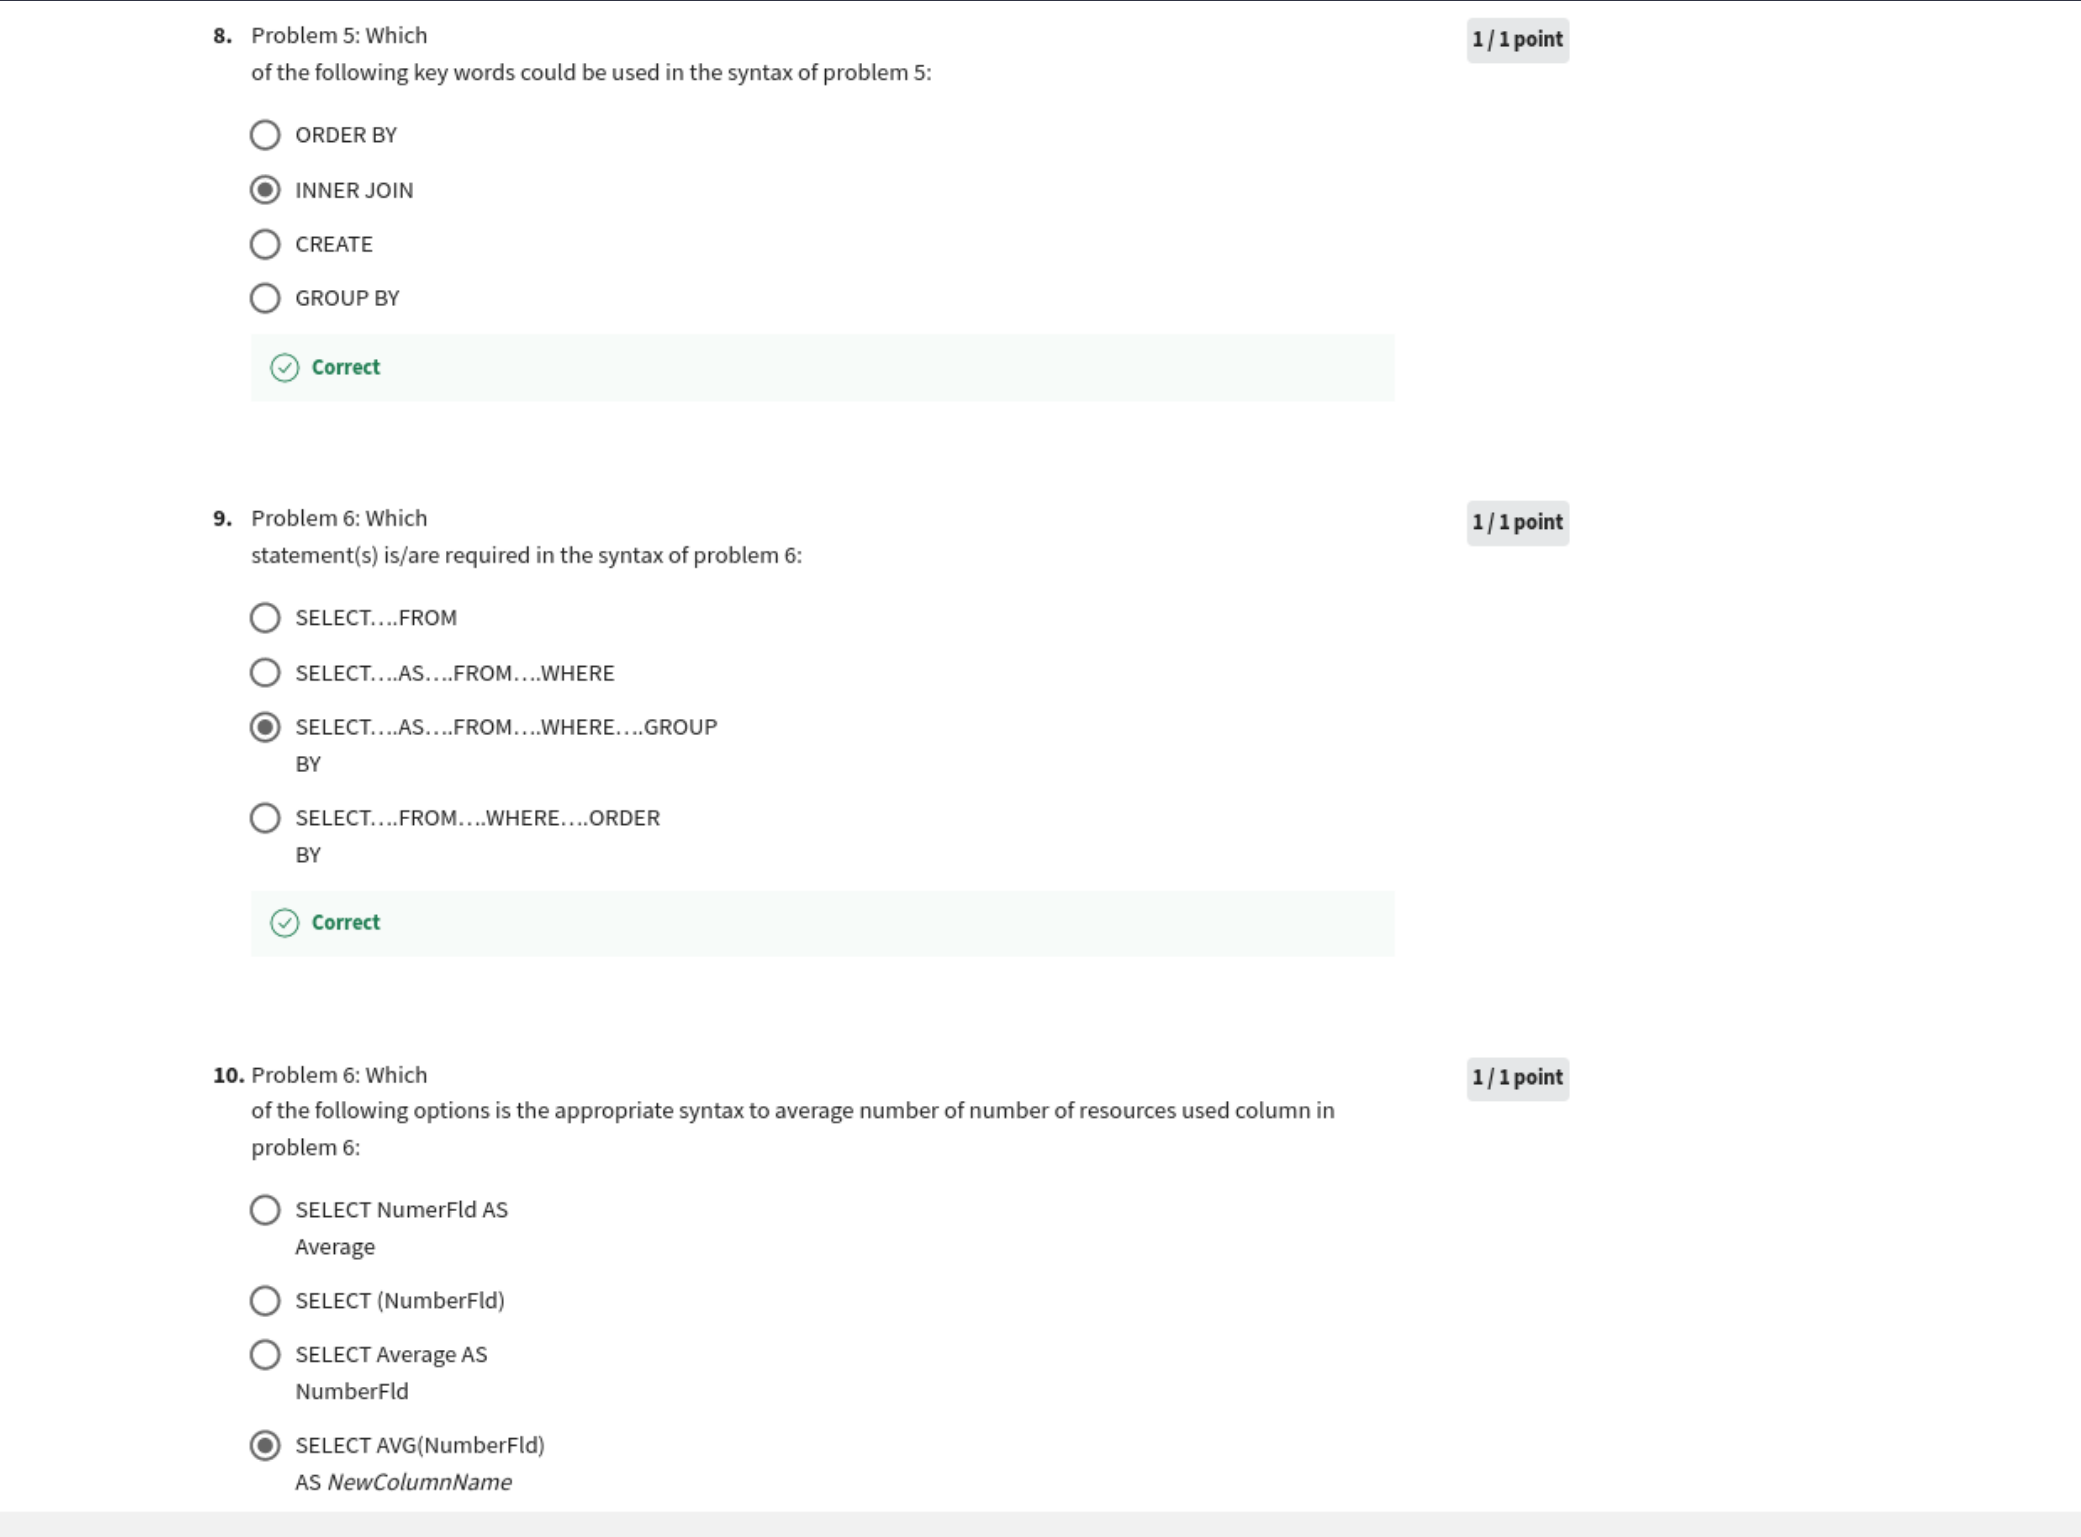 8. Problem 5: Which
1 / 1 point
of the following key words could be used in the syntax of problem 5:
ORDER BY
INNER JOIN
CREATE
GROUP BY
Correct
9. Problem 6: Which
1 / 1 point
statement(s) is/are required in the syntax of problem 6:
SELECT....FROM
SELECT....AS....FROM....WHERE
SELECT....AS....FROM....WHERE....GROUP
BY
SELECT....FROM....WHERE....ORDER
BY
Correct
10. Problem 6: Which
1 / 1 point
of the following options is the appropriate syntax to average number of number of resources used column in
problem 6:
SELECT NumerFld AS
Average
SELECT (NumberFld)
SELECT Average AS
NumberFld
SELECT AVG(NumberFld)
AS NewColumnName